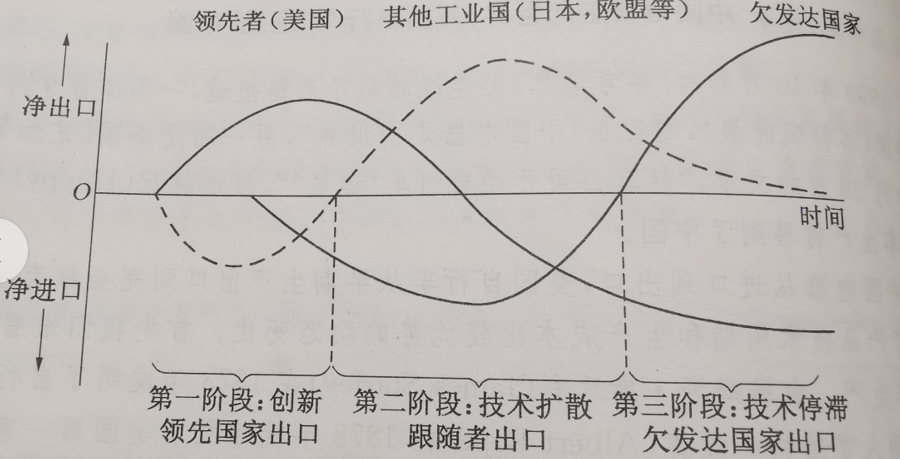 领先者(美国)
其他工业国(日本,欧盟等)
欠发达国家
净出口
O
时间
净进口
第一阶段:创新
领先国家出口
第二阶段:技术扩散
跟随者出口
第三阶段:技术停滞
欠发达国家出口